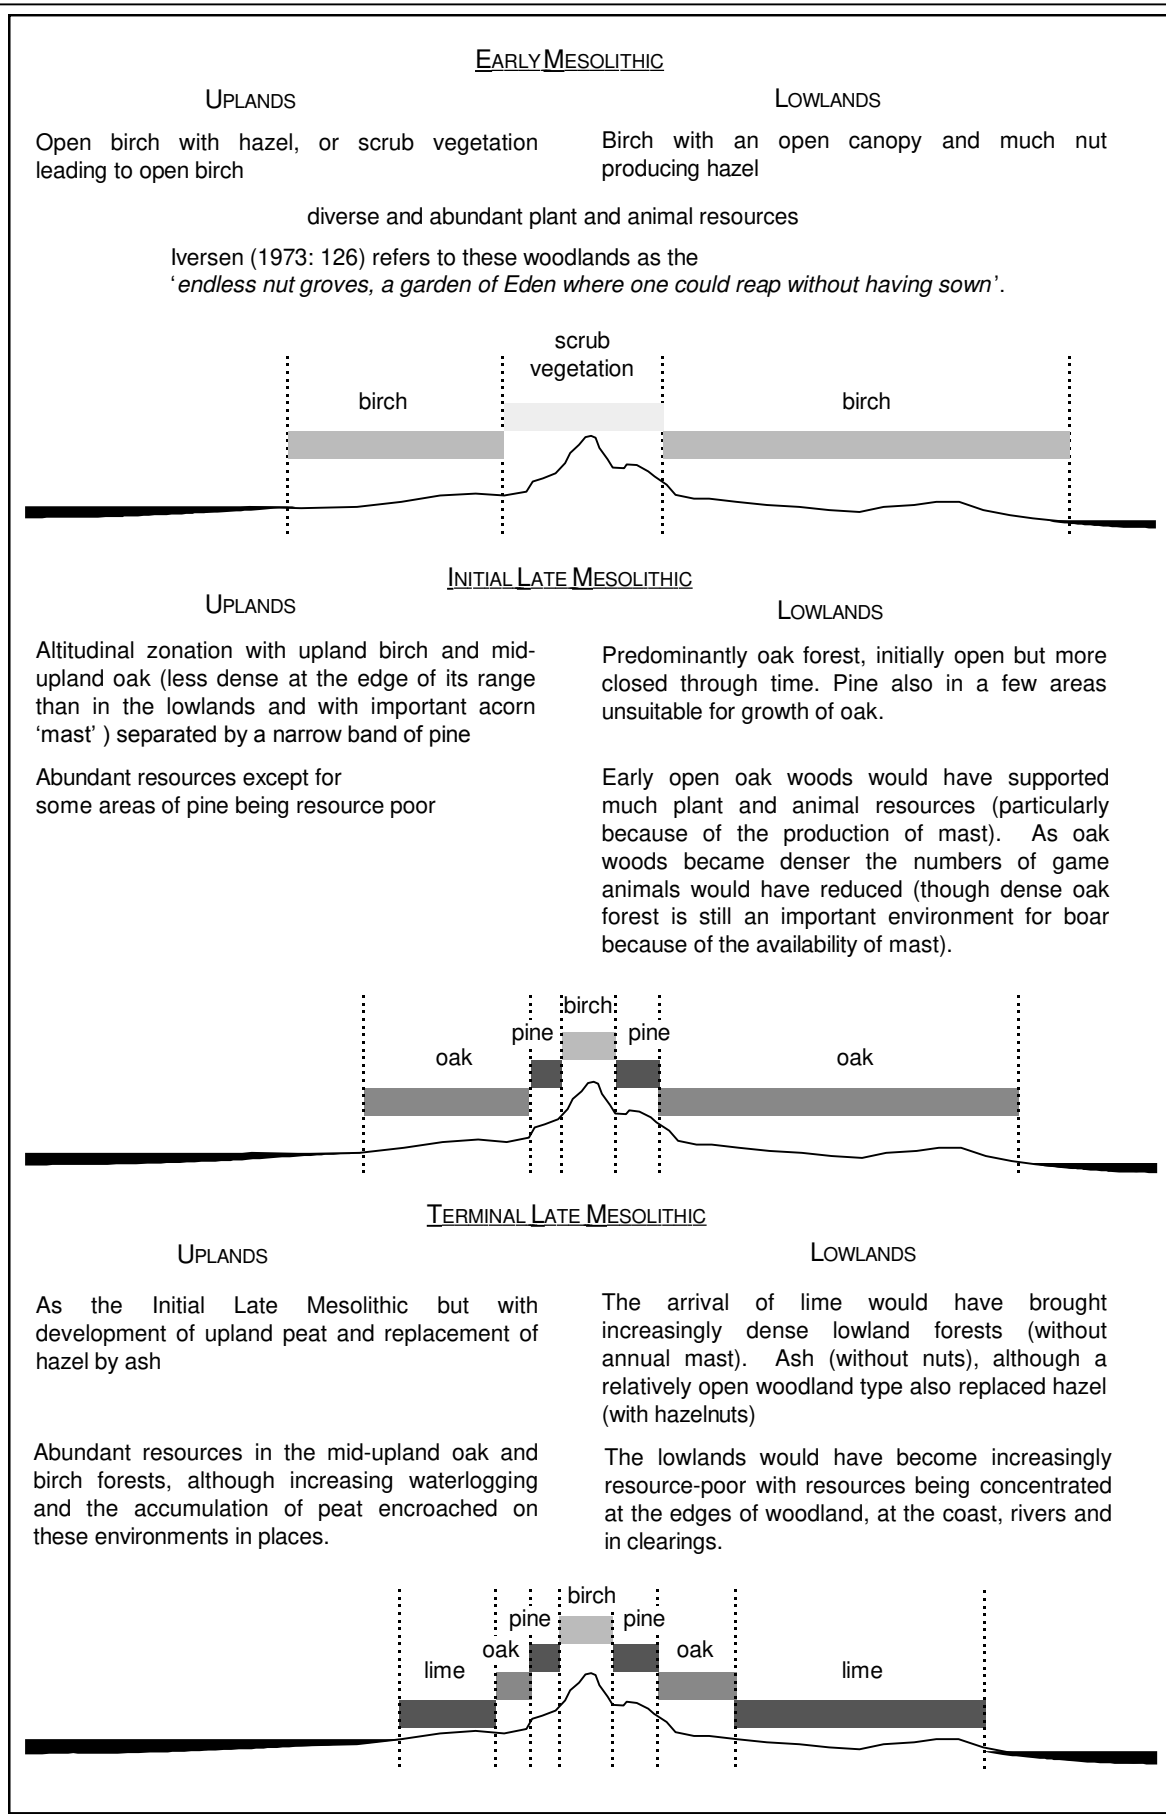 EARLY MESOLITHIC
UPLANDS
Open birch with hazel, or scrub vegetation
leading to open birch
LOWLANDS
Birch with an open canopy and much nut
producing hazel
diverse and abundant plant and animal resources
Iversen (1973: 126) refers to these woodlands as the
‘endless nut groves, a garden of Eden where one could reap without having sown’.
scrub
vegetation
birch
birch
INITIAL LATE MESOLITHIC
UPLANDS
Altitudinal zonation with upland birch and mid-
upland oak (less dense at the edge of its range
than in the lowlands and with important acorn
‘mast’ ) separated by a narrow band of pine
Abundant resources except for
some areas of pine being resource poor
LOWLANDS
Predominantly oak forest, initially open but more
closed through time. Pine also in a few areas
unsuitable for growth of oak.
Early open oak woods would have supported
much plant and animal resources (particularly
because of the production of mast). As oak
woods became denser the numbers of game
animals would have reduced (though dense oak
forest is still an important environment for boar
because of the availability of mast).
birch
pine
pine
oak
oak
TERMINAL LATE MESOLITHIC
UPLANDS
As the Initial Late Mesolithic but with
development of upland peat and replacement of
hazel by ash
Abundant resources in the mid-upland oak and
birch forests, although increasing waterlogging
and the accumulation of peat encroached on
these environments in places.
LOWLANDS
The arrival of lime would have brought
increasingly dense lowland forests (without
annual mast). Ash (without nuts), although a
relatively open woodland type also replaced hazel
(with hazelnuts)
The lowlands would have become increasingly
resource-poor with resources being concentrated
at the edges of woodland, at the coast, rivers and
in clearings.
birch
pine
pine
oak
oak
lime
lime